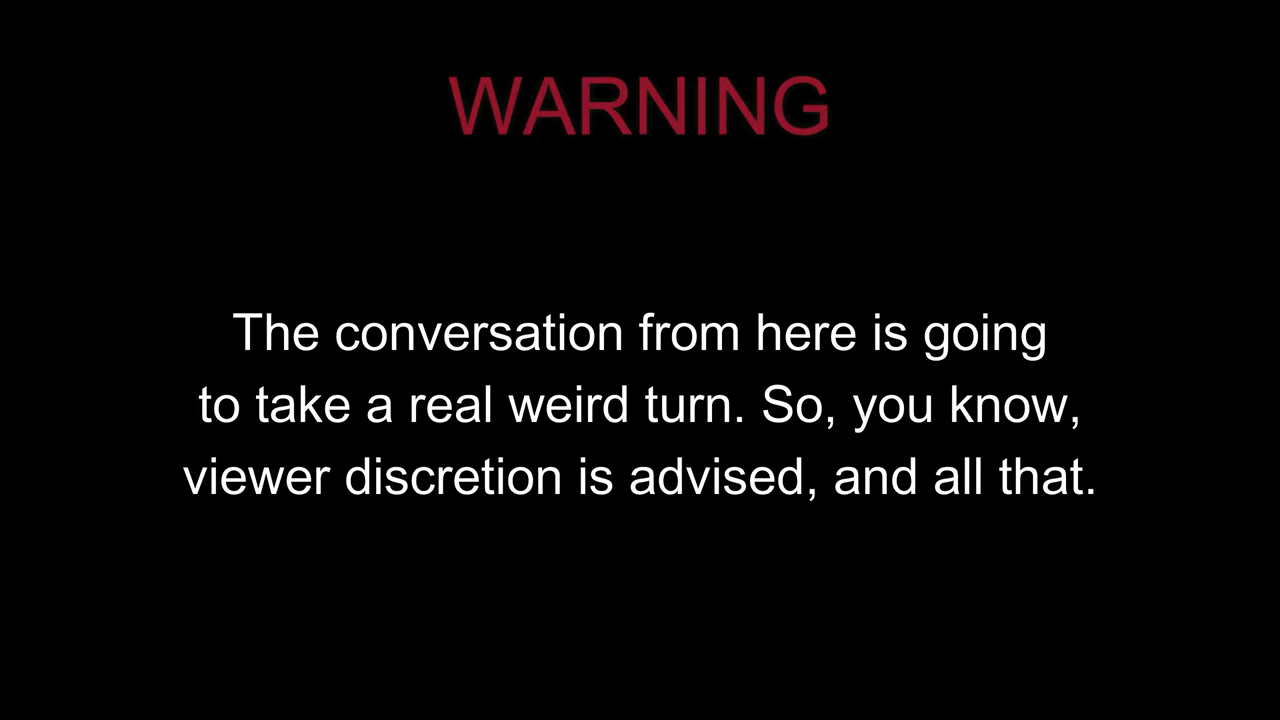 WARNING
The conversation from here is going
to take a real weird turn. So, you know,
viewer discretion is advised, and all that.